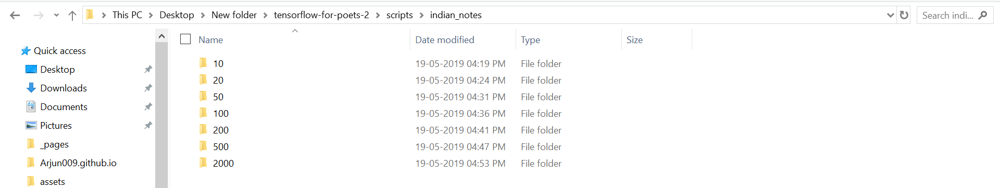 This PC Desktop New folder tensorflow-for-poets-2 scripts indian_notes Search indi...
Name Date modified Type Size
Quick access
Desktop
Downloads
Documents
Pictures
_pages
Arjun009.github.io
assets
10 19-05-2019 04:19 PM File folder
20 19-05-2019 04:24 PM File folder
50 19-05-2019 04:31 PM File folder
100 19-05-2019 04:36 PM File folder
200 19-05-2019 04:41 PM File folder
500 19-05-2019 04:47 PM File folder
2000 19-05-2019 04:53 PM File folder